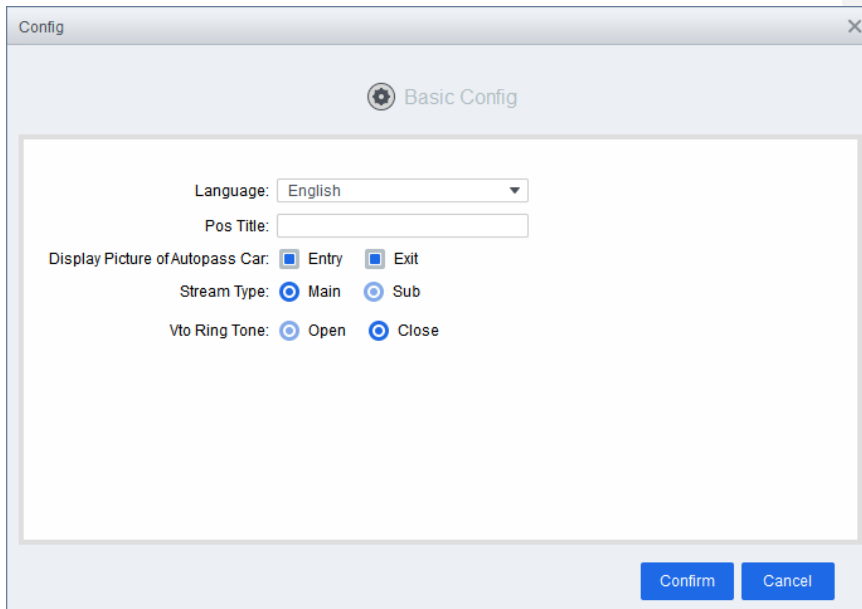 Config
Basic Config
Language: English
Pos Title:
Display Picture of Autopass Car: Entry Exit
Stream Type: Main Sub
Vto Ring Tone: Open Close
Confirm Cancel